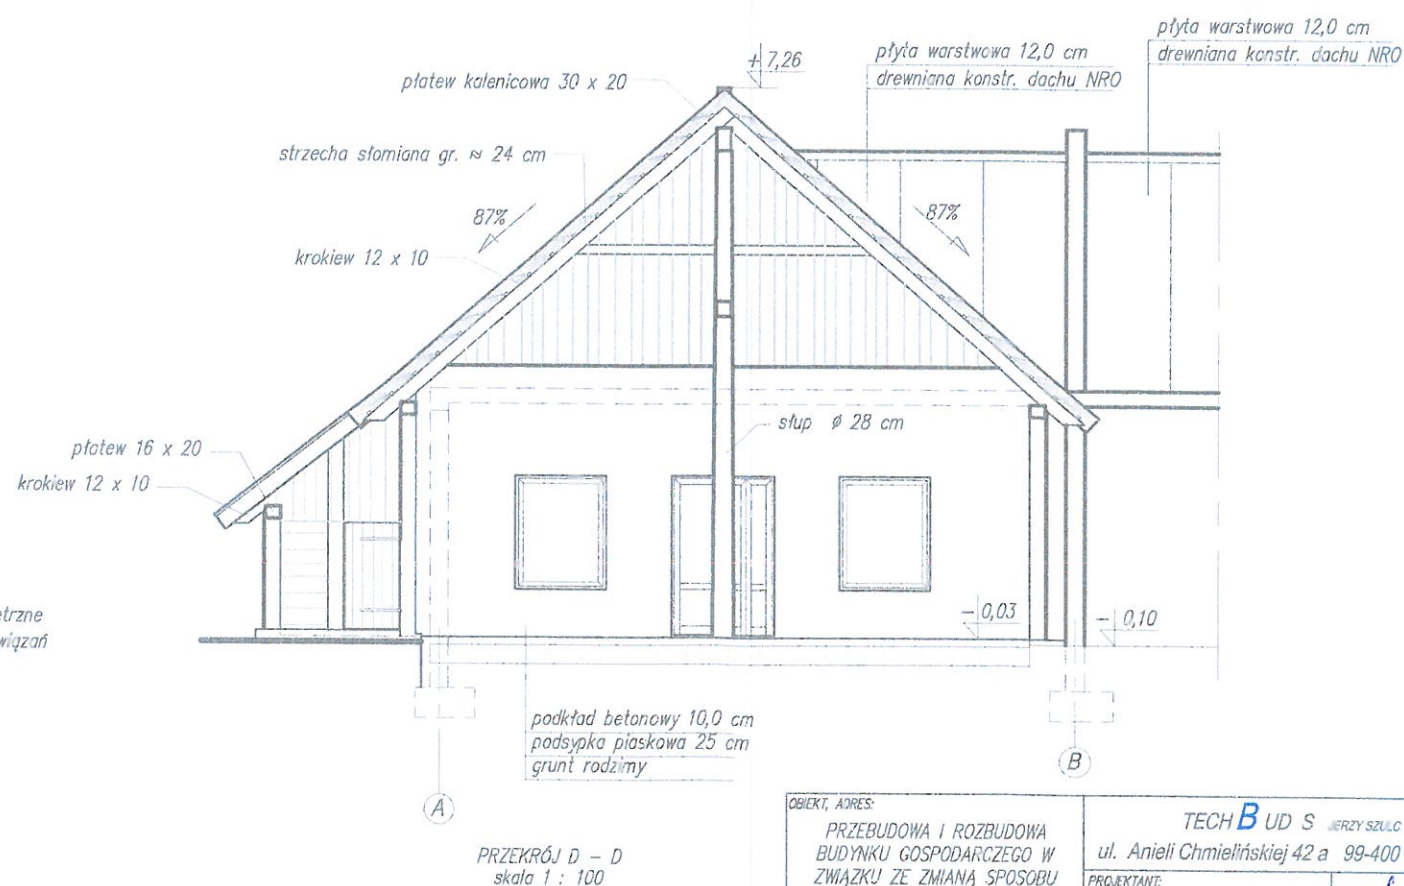 płyta warstwowa 12,0 cm
drewniana konstr. dachu NRO
płyta warstwowa 12,0 cm
drewniana konstr. dachu NRO
+ 7,26
płatew kalenicowa 30 x 20
strzecha słomiana gr. ≈ 24 cm
87%
87%
krokiew 12 x 10
słup ø 28 cm
płatew 16 x 20
krokiew 12 x 10
- 0,03
- 0,10
etrzne
wiązań
podkład betonowy 10,0 cm
podsypka piaskowa 25 cm
grunt rodzimy
A
B
PRZEKRÓJ D – D
skala 1 : 100
OBIEKT, ADRES:
PRZEBUDOWA I ROZBUDOWA
BUDYNKU GOSPODARCZEGO W
ZWIĄZKU ZE ZMIANĄ SPOSOBU
TECH B UD S JERZY SZULC
ul. Anieli Chmielińskiej 42 a 99-400
PROJEKTANT: